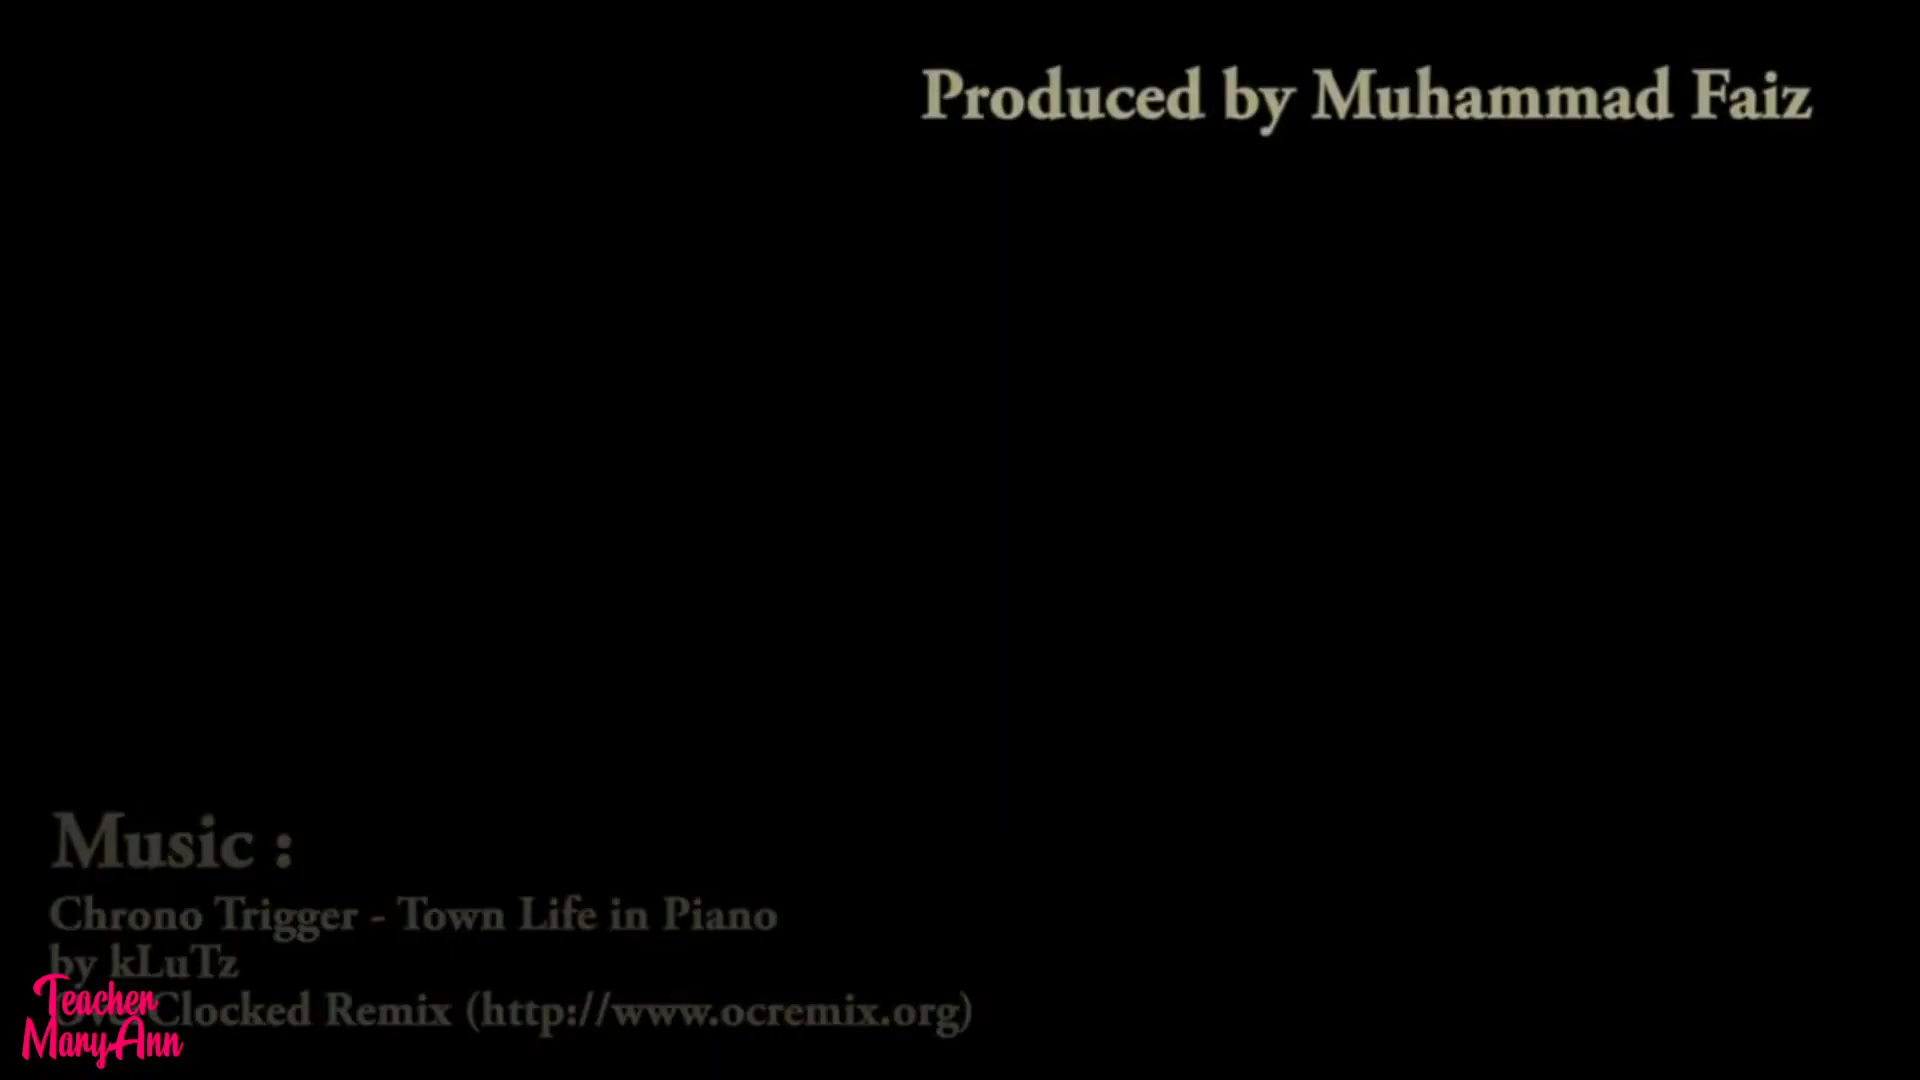 Produced by Muhammad Faiz
Music :
Chrono Trigger - Town Life in Piano
by kLuTz
Clocked Remix (http://www.ocremix.org)
Teacher
MaryAnn